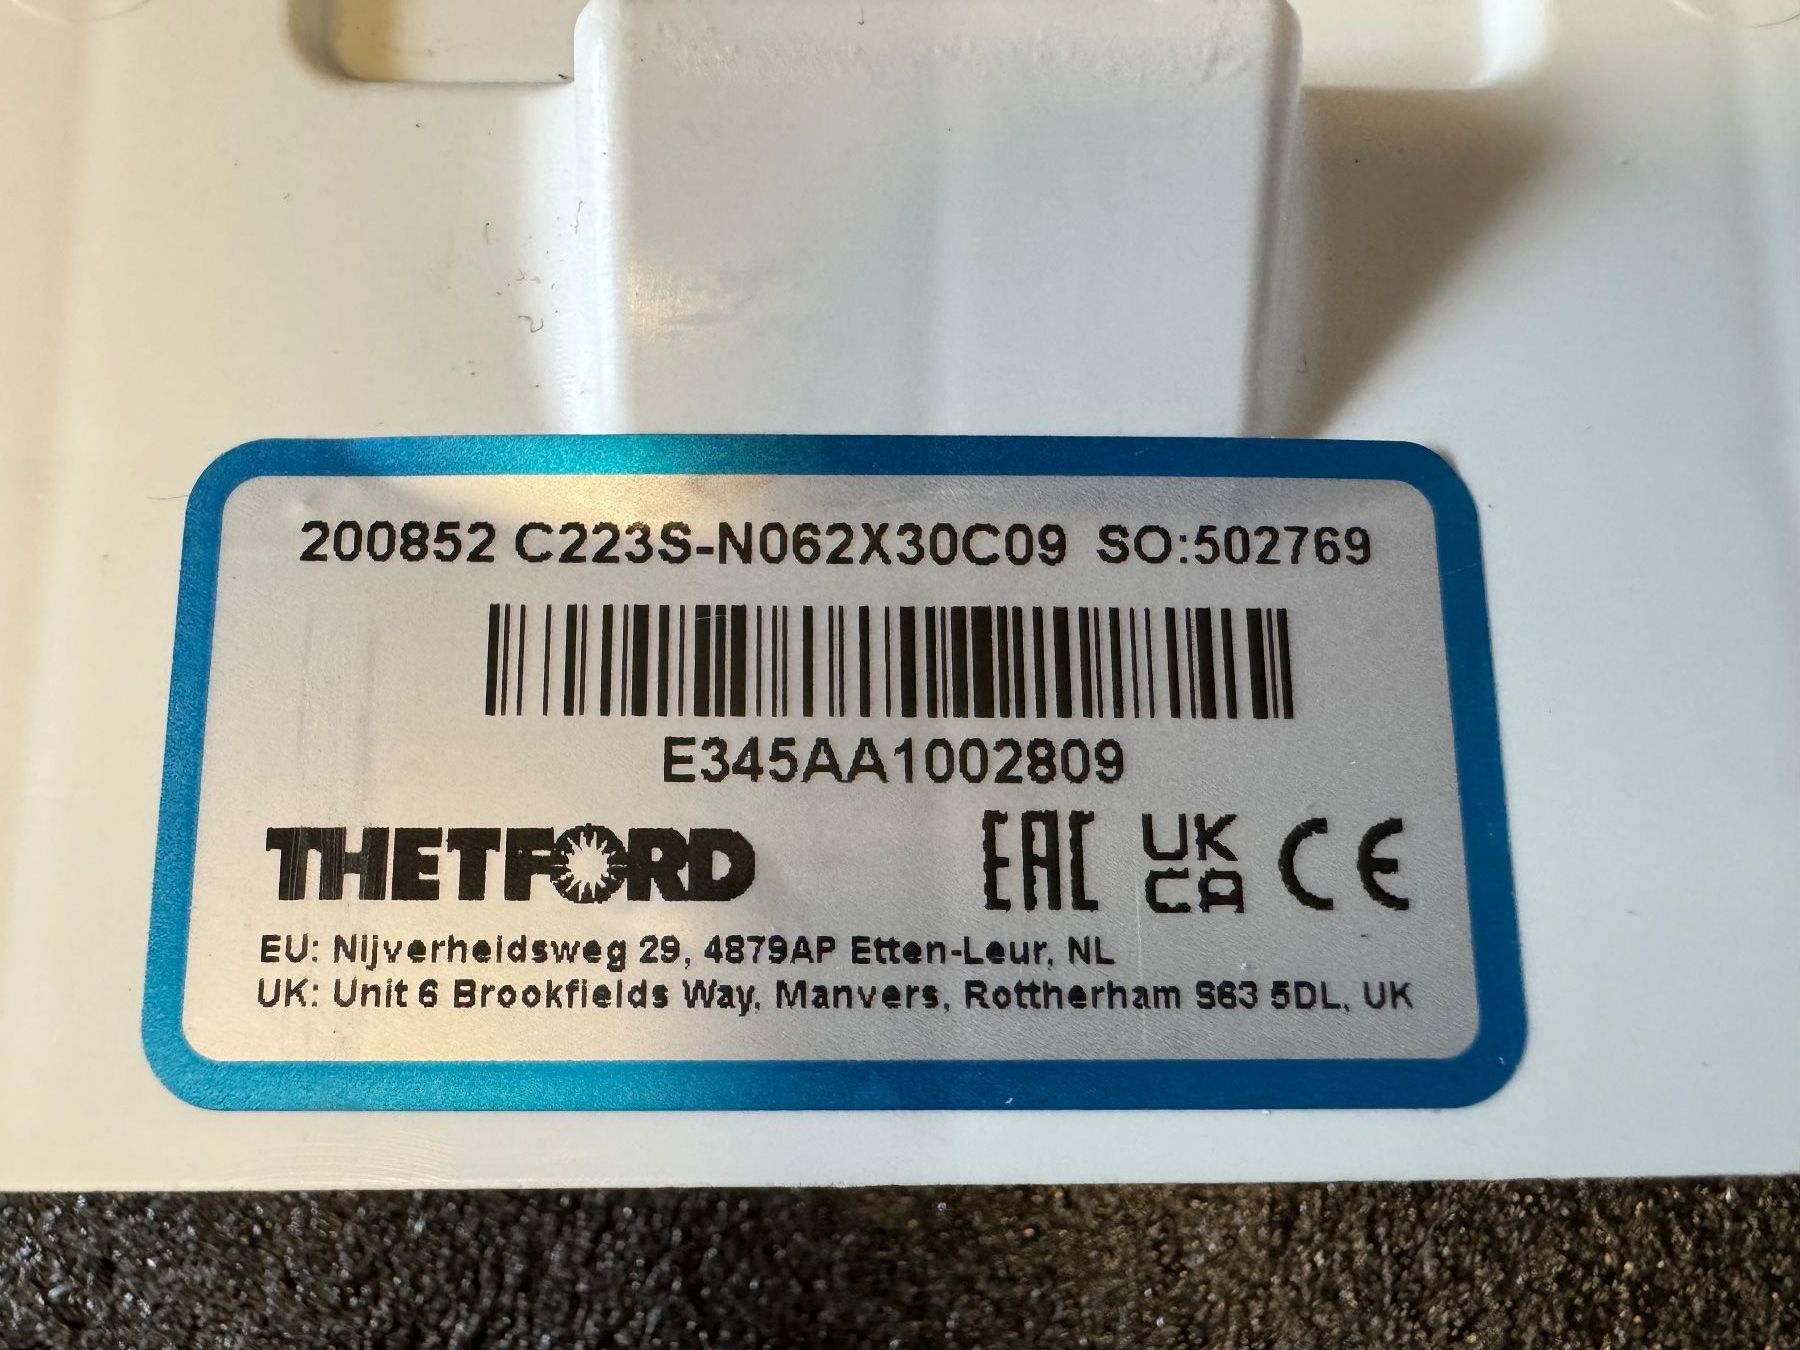 200852 C223S-N062X30C09 SO:502769
E345AA1002809
THETFORD EAC UK CA CE
EU: Nijverheidsweg 29, 4879AP Etten-Leur, NL
UK: Unit 6 Brookfields Way, Manvers, Rottherham S63 5DL, UK